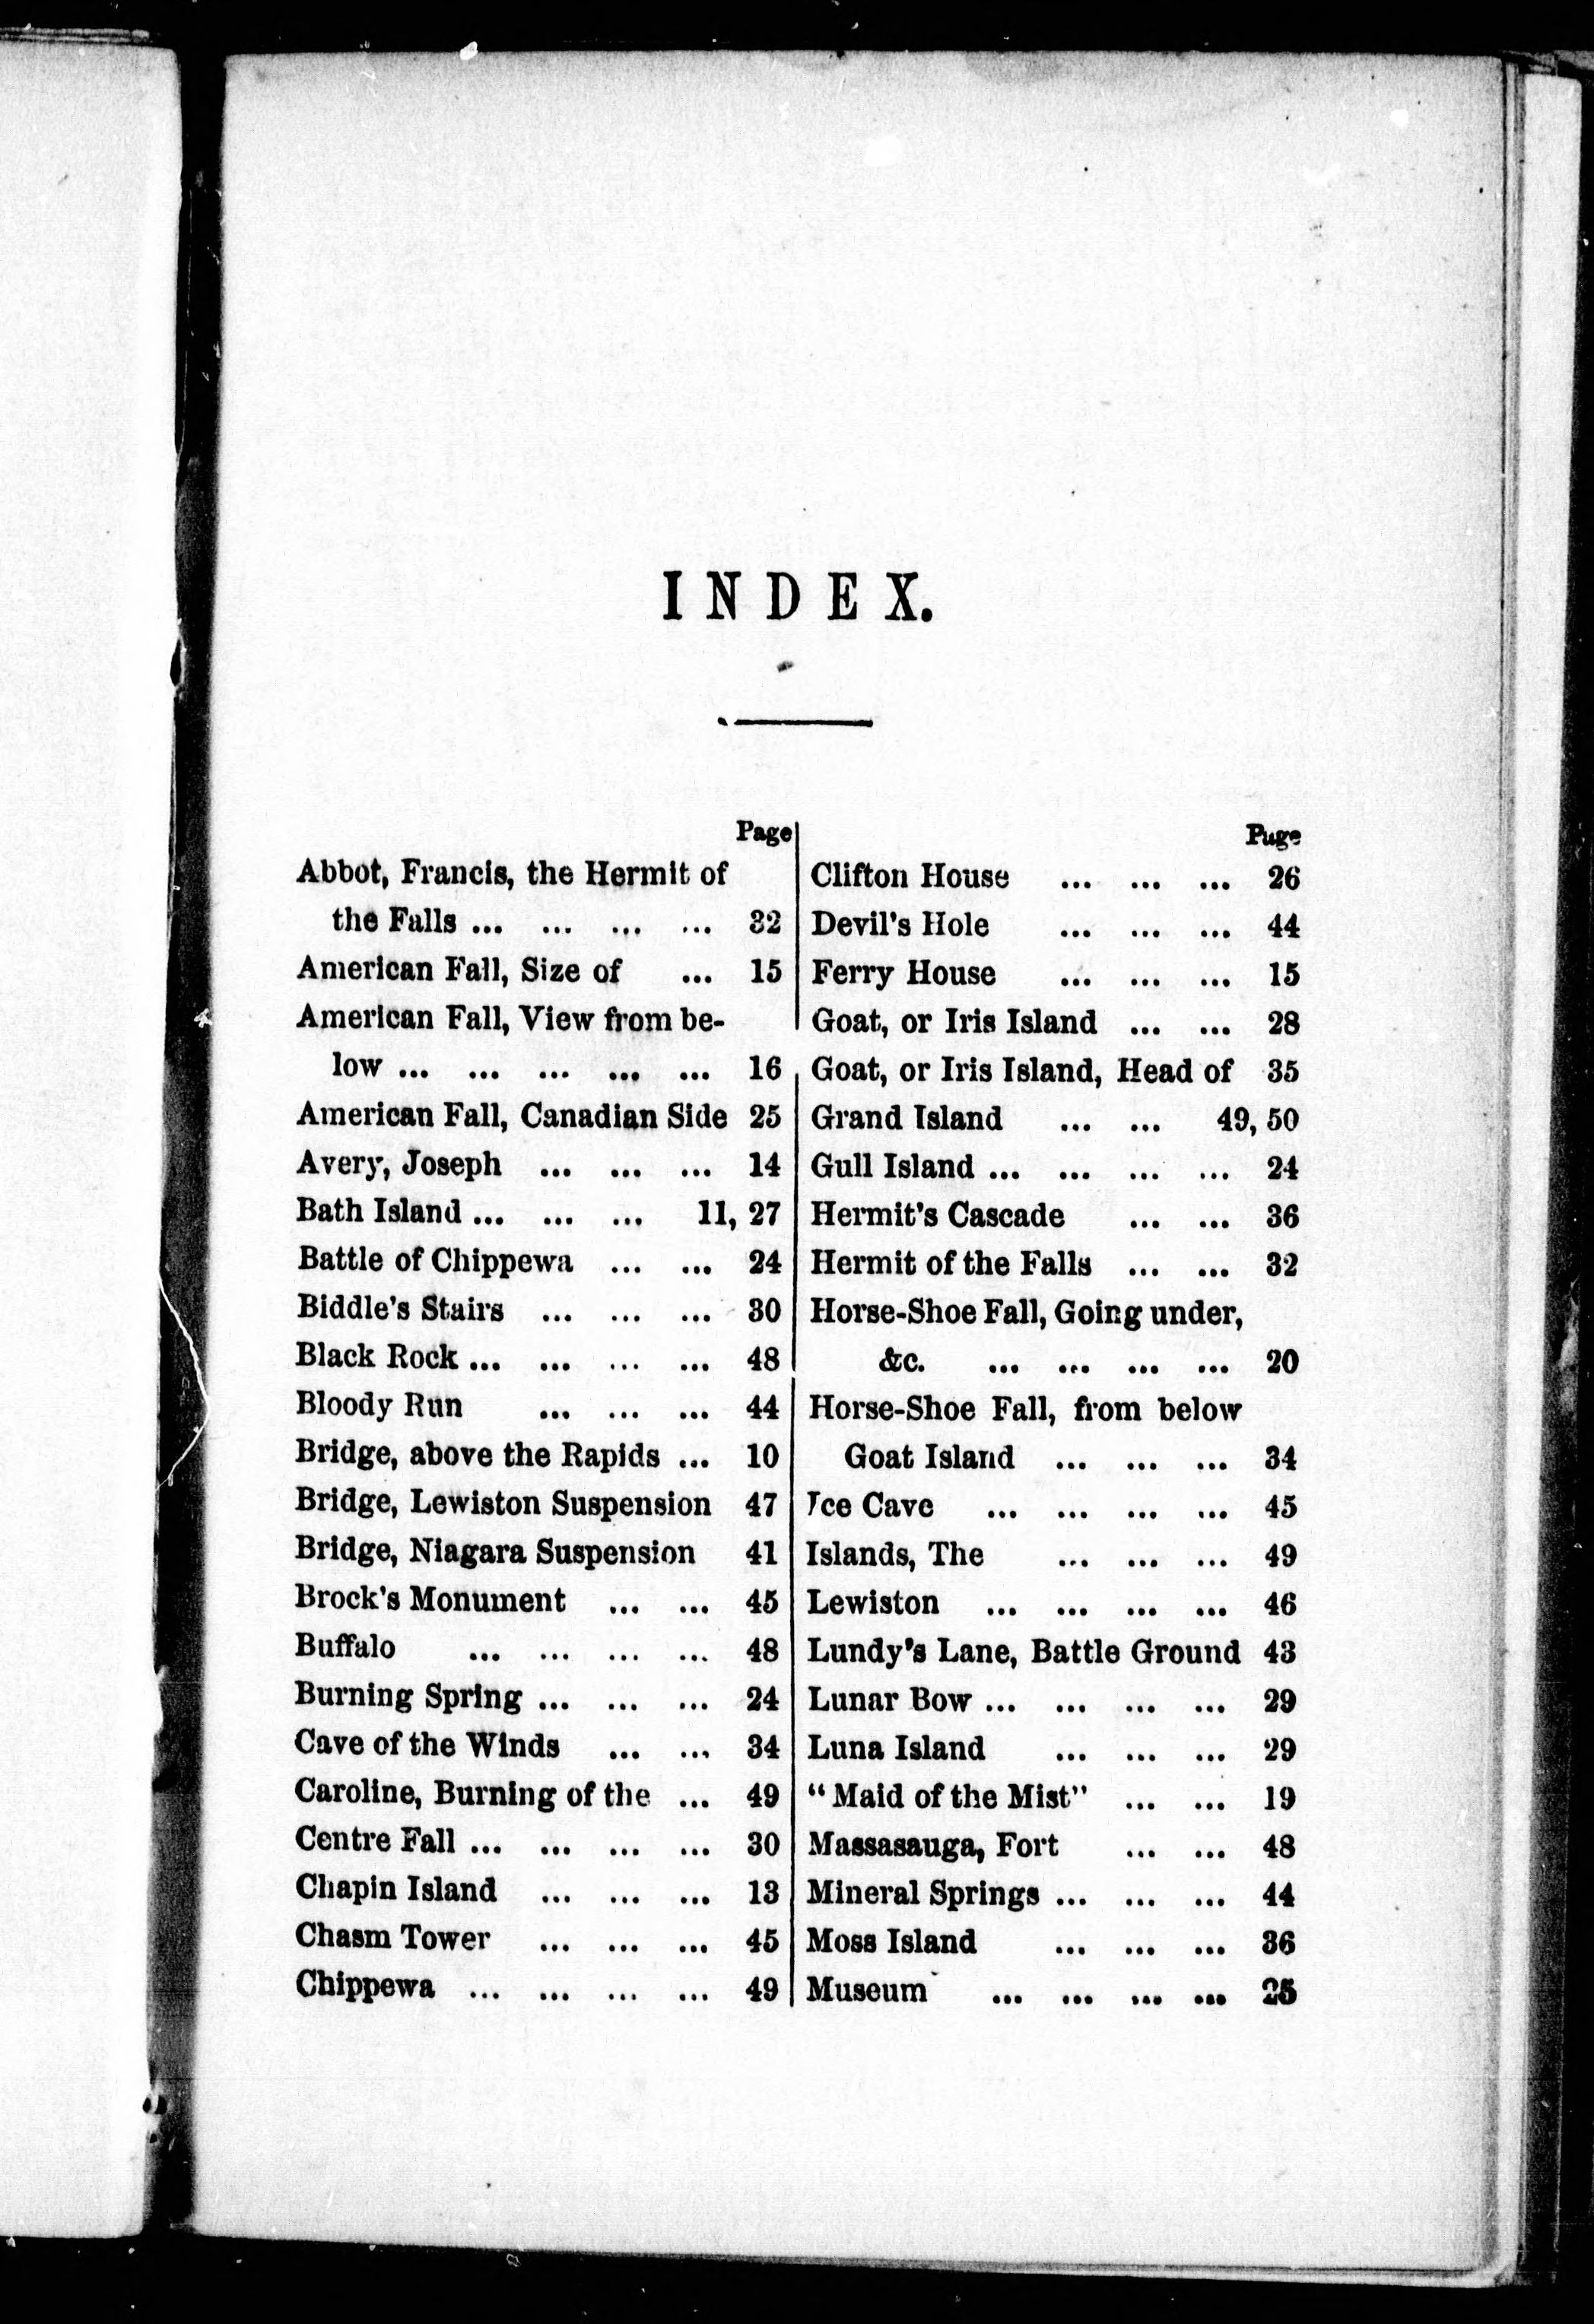 INDEX.
Page
Abbot, Francis, the Hermit of
the Falls ... ... ... ... 32
American Fall, Size of ... 15
American Fall, View from be-
low ... ... ... ... ... 16
American Fall, Canadian Side 25
Avery, Joseph ... ... ... 14
Bath Island ... ... ... 11, 27
Battle of Chippewa ... ... 24
Biddle's Stairs ... ... ... 30
Black Rock ... ... ... ... 48
Bloody Run ... ... ... 44
Bridge, above the Rapids ... 10
Bridge, Lewiston Suspension 47
Bridge, Niagara Suspension 41
Brock's Monument ... ... 45
Buffalo ... ... ... ... 48
Burning Spring ... ... ... 24
Cave of the Winds ... ... 34
Caroline, Burning of the ... 49
Centre Fall ... ... ... ... 30
Chapin Island ... ... ... 13
Chasm Tower ... ... ... 45
Chippewa ... ... ... ... 49
Page
Clifton House ... ... ... 26
Devil's Hole ... ... ... 44
Ferry House ... ... ... 15
Goat, or Iris Island ... ... 28
Goat, or Iris Island, Head of 35
Grand Island ... ... 49, 50
Gull Island ... ... ... ... 24
Hermit's Cascade ... ... 36
Hermit of the Falls ... ... 32
Horse-Shoe Fall, Going under,
&c. ... ... ... ... 20
Horse-Shoe Fall, from below
Goat Island ... ... ... 34
Ice Cave ... ... ... ... 45
Islands, The ... ... ... 49
Lewiston ... ... ... ... 46
Lundy's Lane, Battle Ground 43
Lunar Bow ... ... ... ... 29
Luna Island ... ... ... 29
"Maid of the Mist" ... ... 19
Massasauga, Fort ... ... 48
Mineral Springs ... ... ... 44
Moss Island ... ... ... 36
Museum ... ... ... ... 25